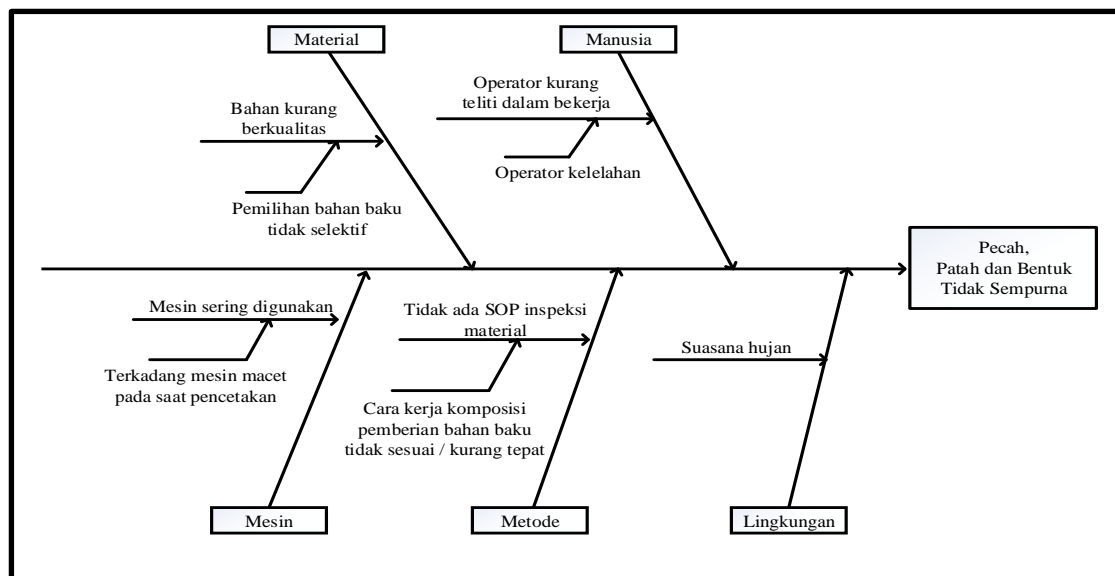 Material
Manusia
Operator kurang
teliti dalam bekerja
Bahan kurang
berkualitas
Operator kelelahan
Pemilihan bahan baku
tidak selektif
Pecah,
Patah dan Bentuk
Tidak Sempurna
Mesin sering digunakan
Tidak ada SOP inspeksi
material
Suasana hujan
Terkadang mesin macet
pada saat pencetakan
Cara kerja komposisi
pemberian bahan baku
tidak sesuai / kurang tepat
Mesin
Metode
Lingkungan